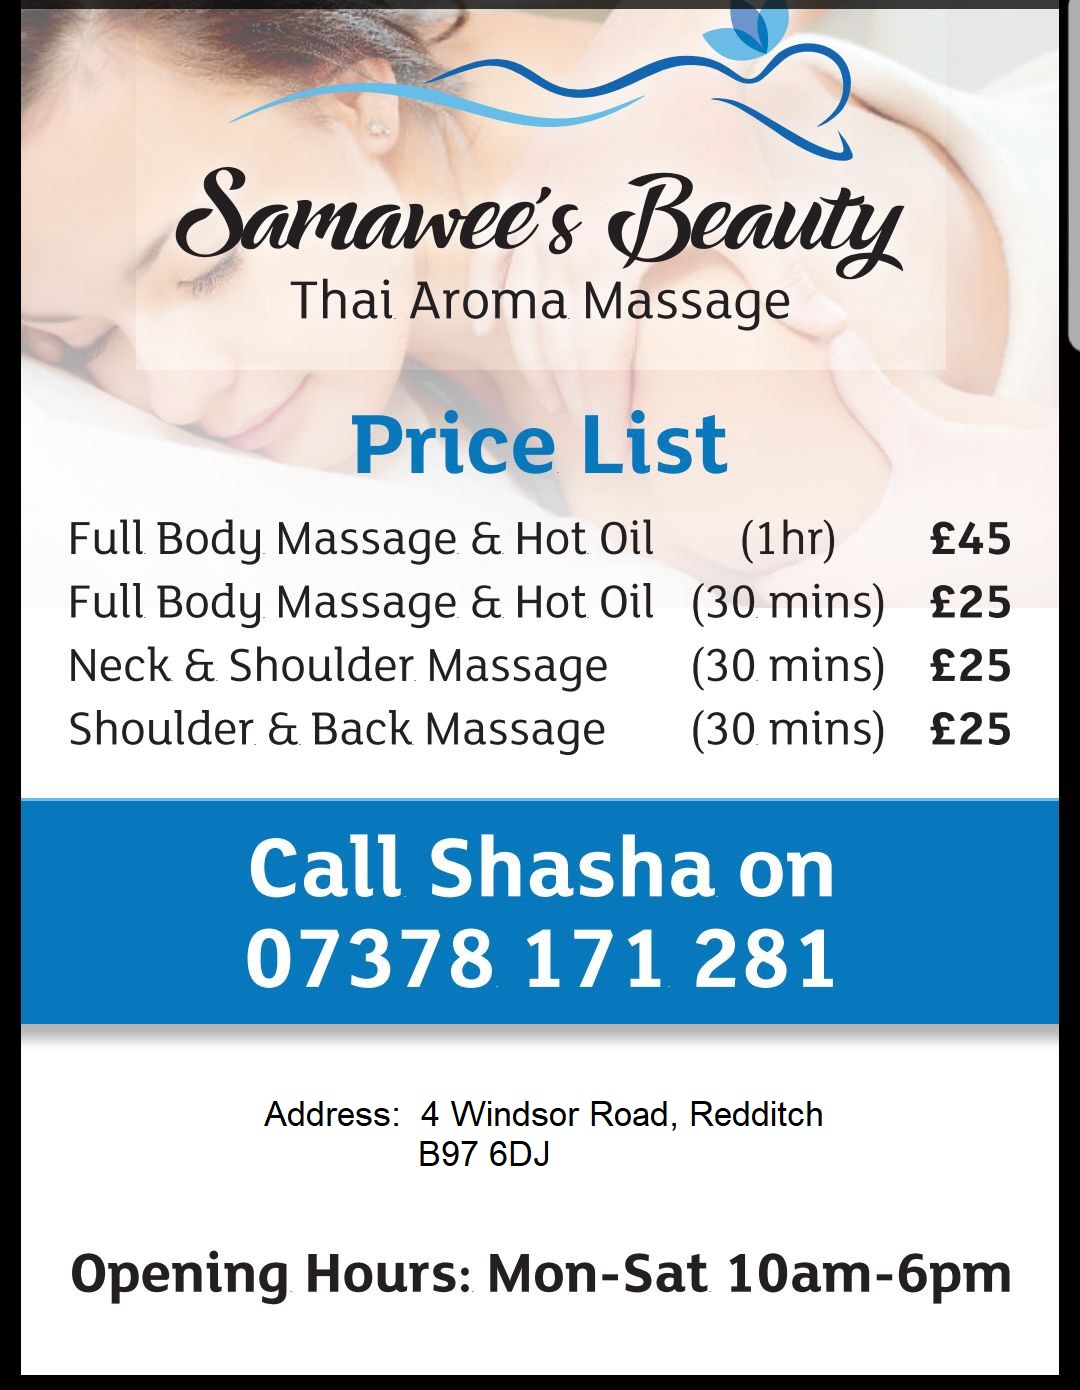 Samawee's Beauty
Thai Aroma Massage
Price List
Full Body Massage & Hot Oil (1hr) £45
Full Body Massage & Hot Oil (30 mins) £25
Neck & Shoulder Massage (30 mins) £25
Shoulder & Back Massage (30 mins) £25
Call Shasha on
07378 171 281
Address: 4 Windsor Road, Redditch
B97 6DJ
Opening Hours: Mon-Sat 10am-6pm